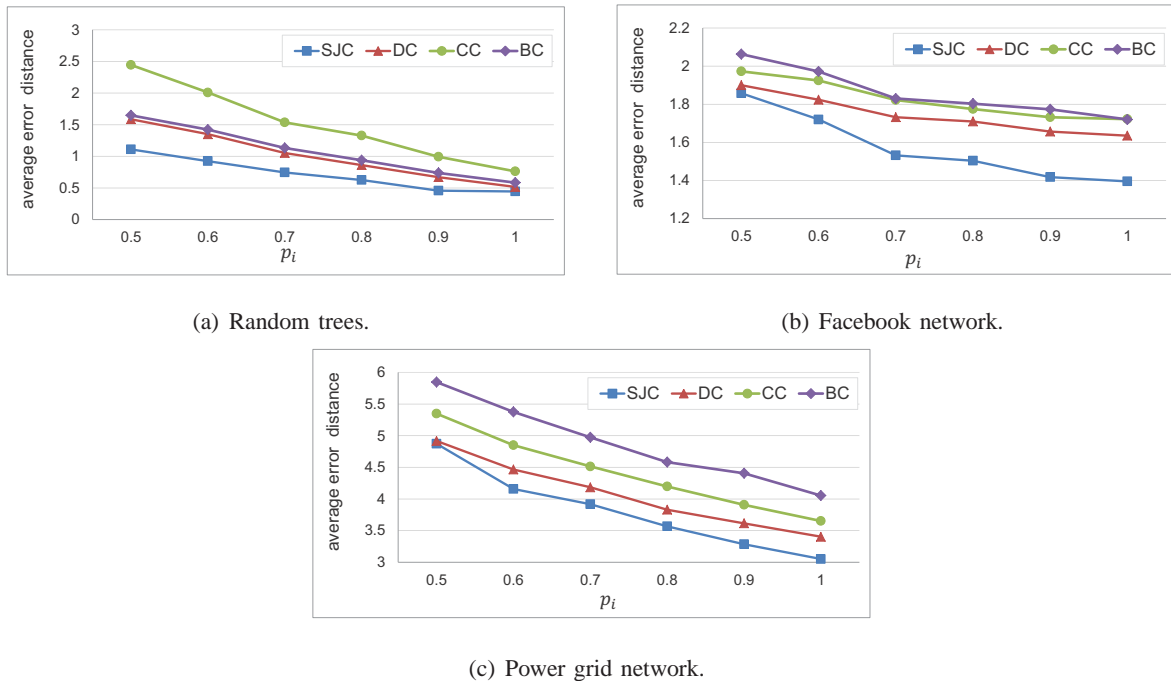 average error distance
3
2.5
2
1.5
1
0.5
0
SJC DC CC BC
0.5 0.6 0.7 0.8 0.9 1
p_i
(a) Random trees.
average error distance
2.2
2
1.8
1.6
1.4
1.2
SJC DC CC BC
0.5 0.6 0.7 0.8 0.9 1
p_i
(b) Facebook network.
average error distance
6
5.5
5
4.5
4
3.5
3
SJC DC CC BC
0.5 0.6 0.7 0.8 0.9 1
p_i
(c) Power grid network.